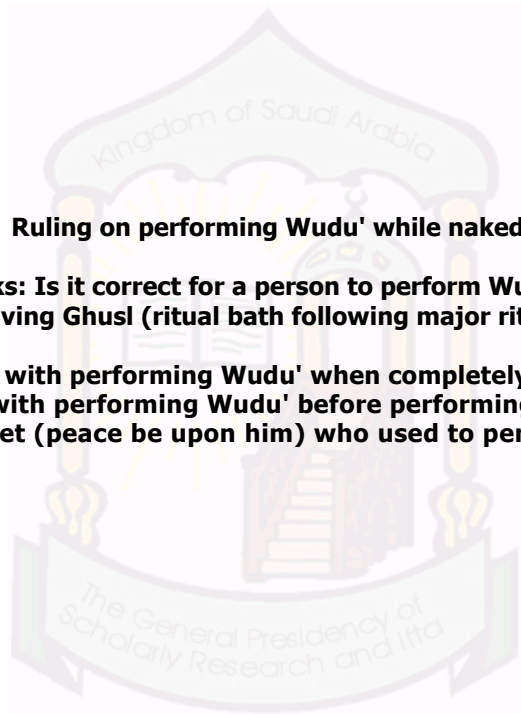 Kingdom of Saudi Arabia
Ruling on performing Wudu' while naked
ks: Is it correct for a person to perform Wu
ving Ghusl (ritual bath following major rit
with performing Wudu' when completely
with performing Wudu' before performing
et (peace be upon him) who used to per
The General Presidency of
Scholarly Research and Ifta